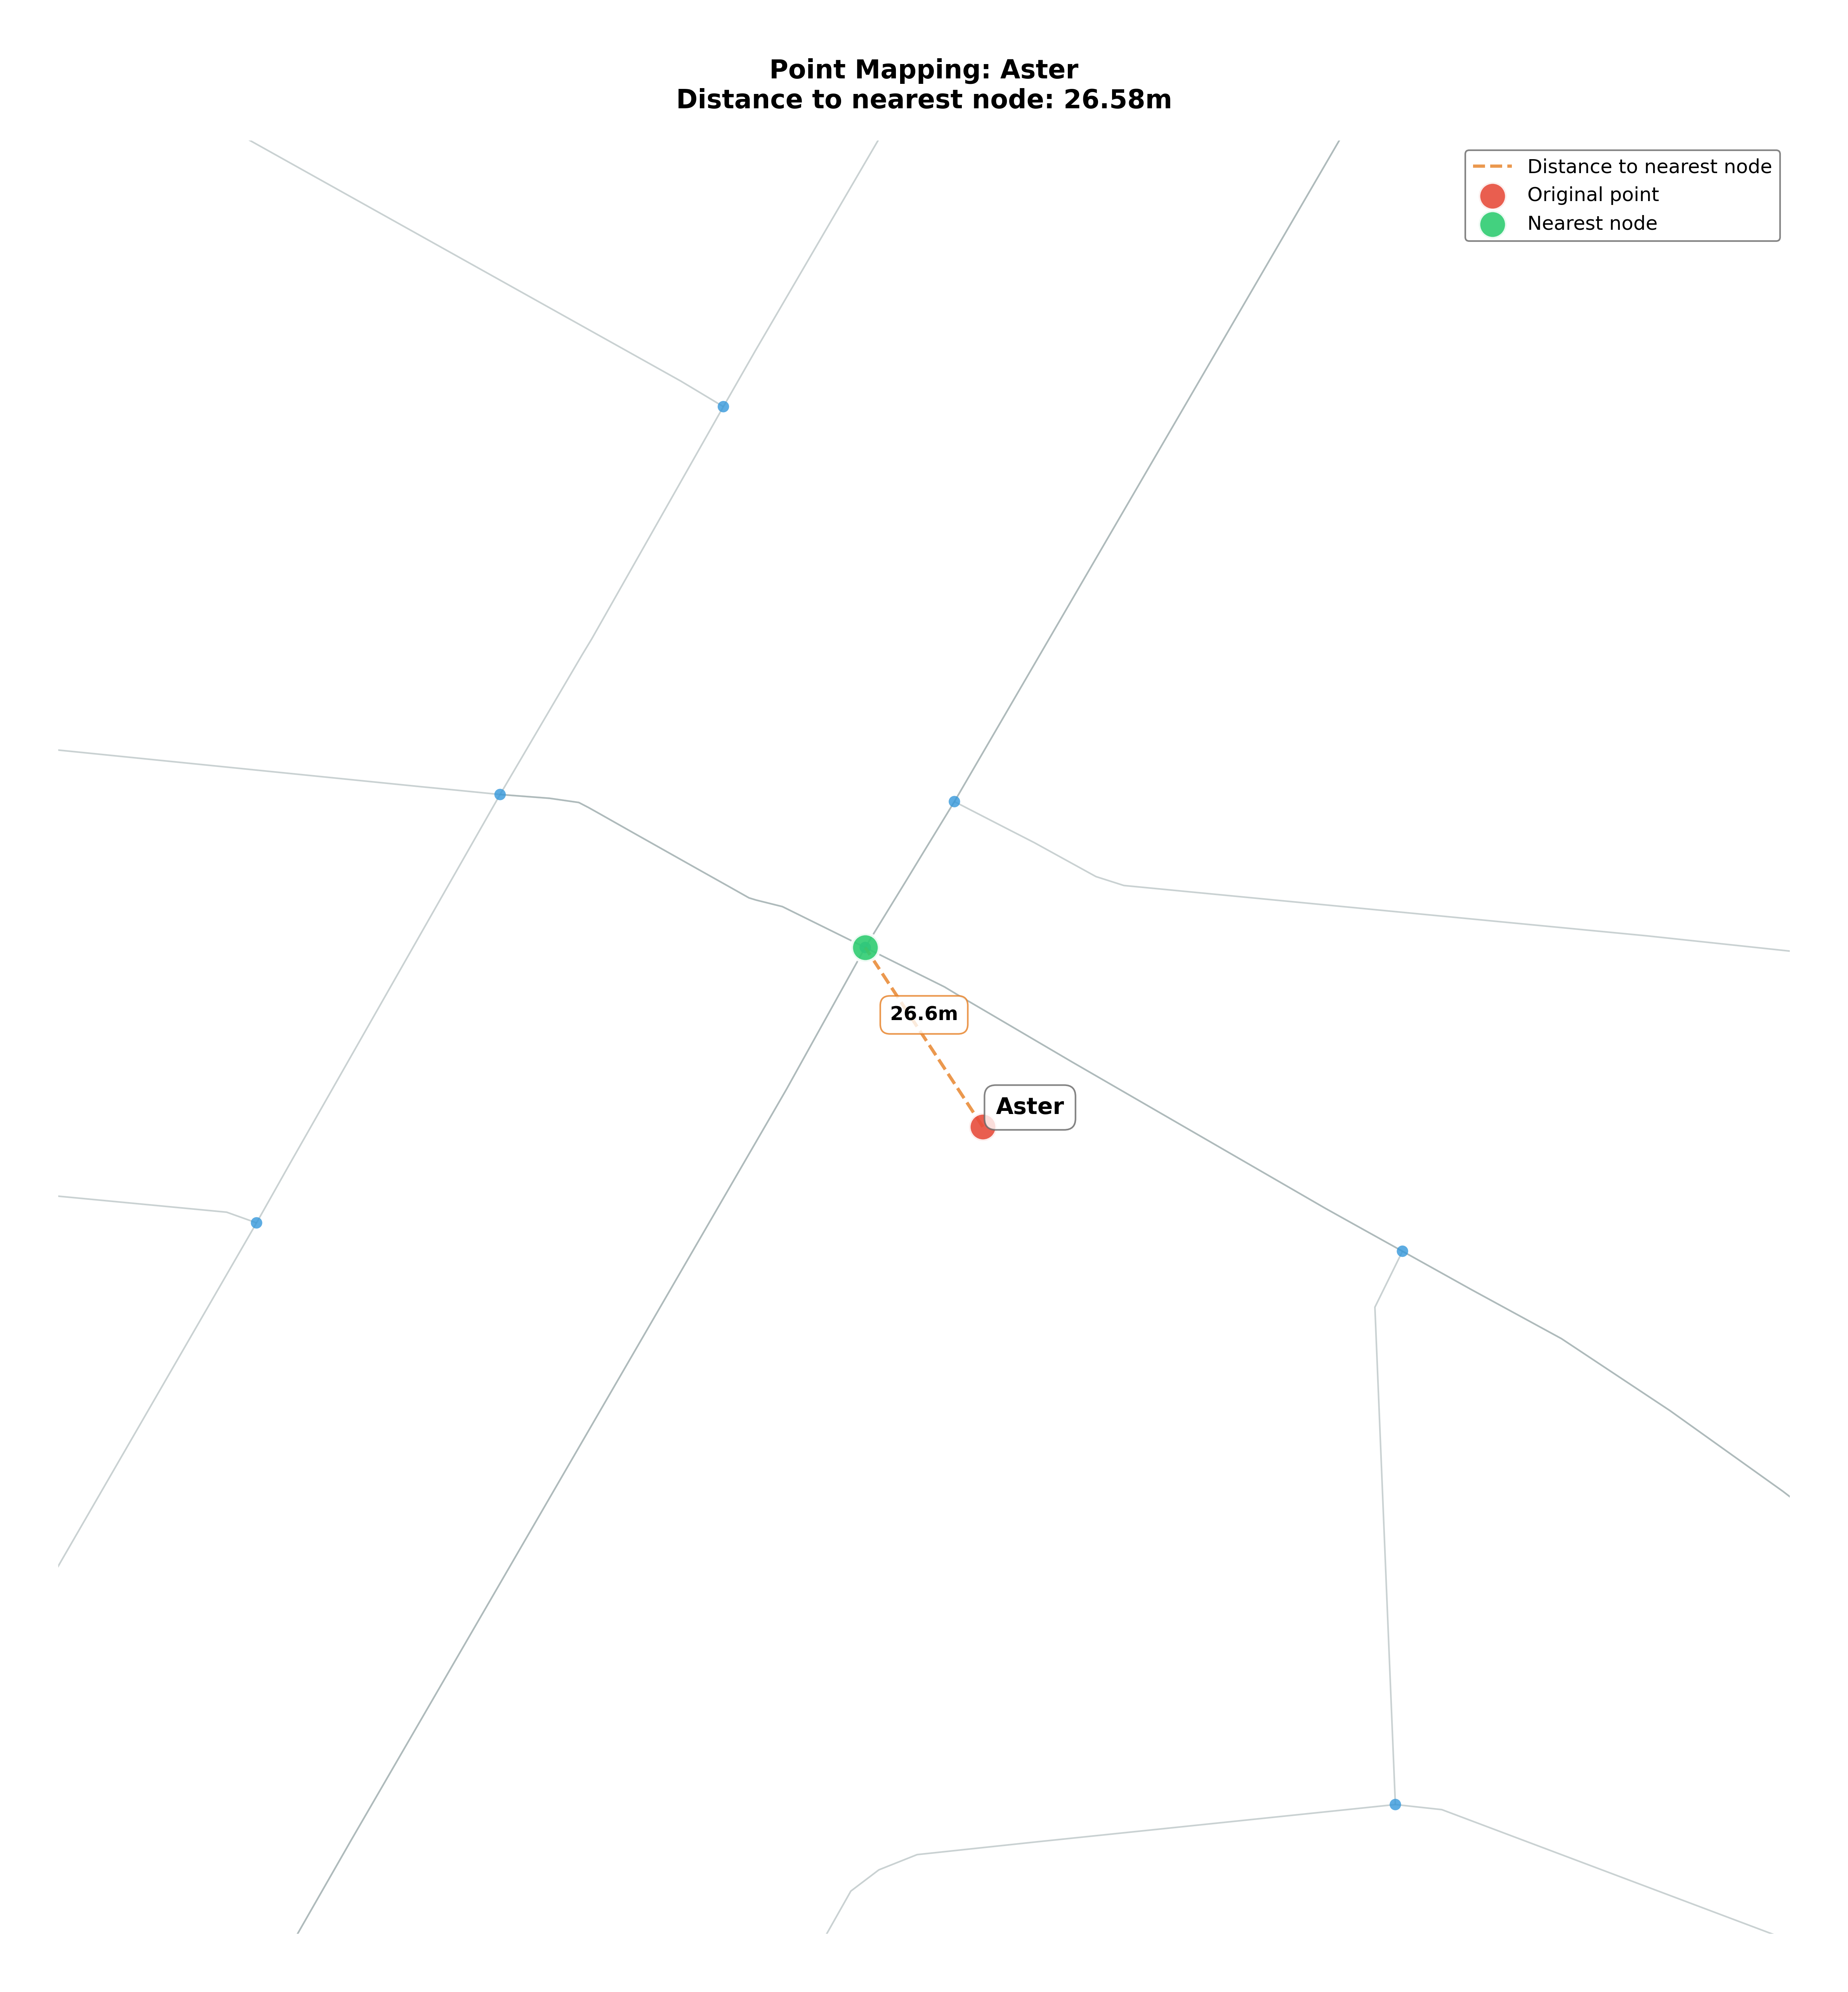 Point Mapping: Aster
Distance to nearest node: 26.58m
Distance to nearest node
Original point
Nearest node
26.6m
Aster